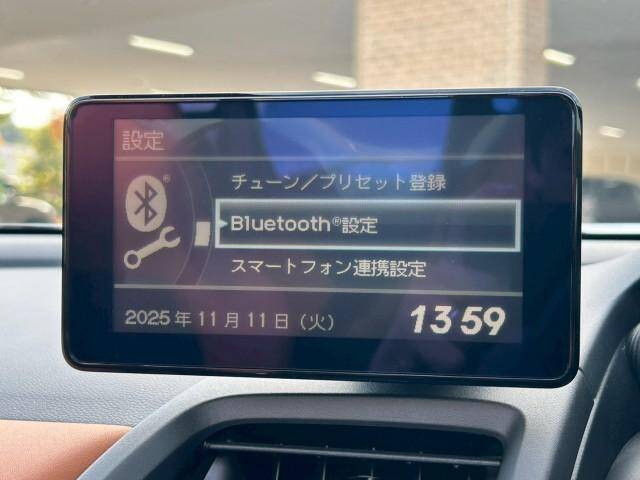 設定
チューン／プリセット登録
Bluetooth®設定
スマートフォン連携設定
2025年11月11日（火） 13 59